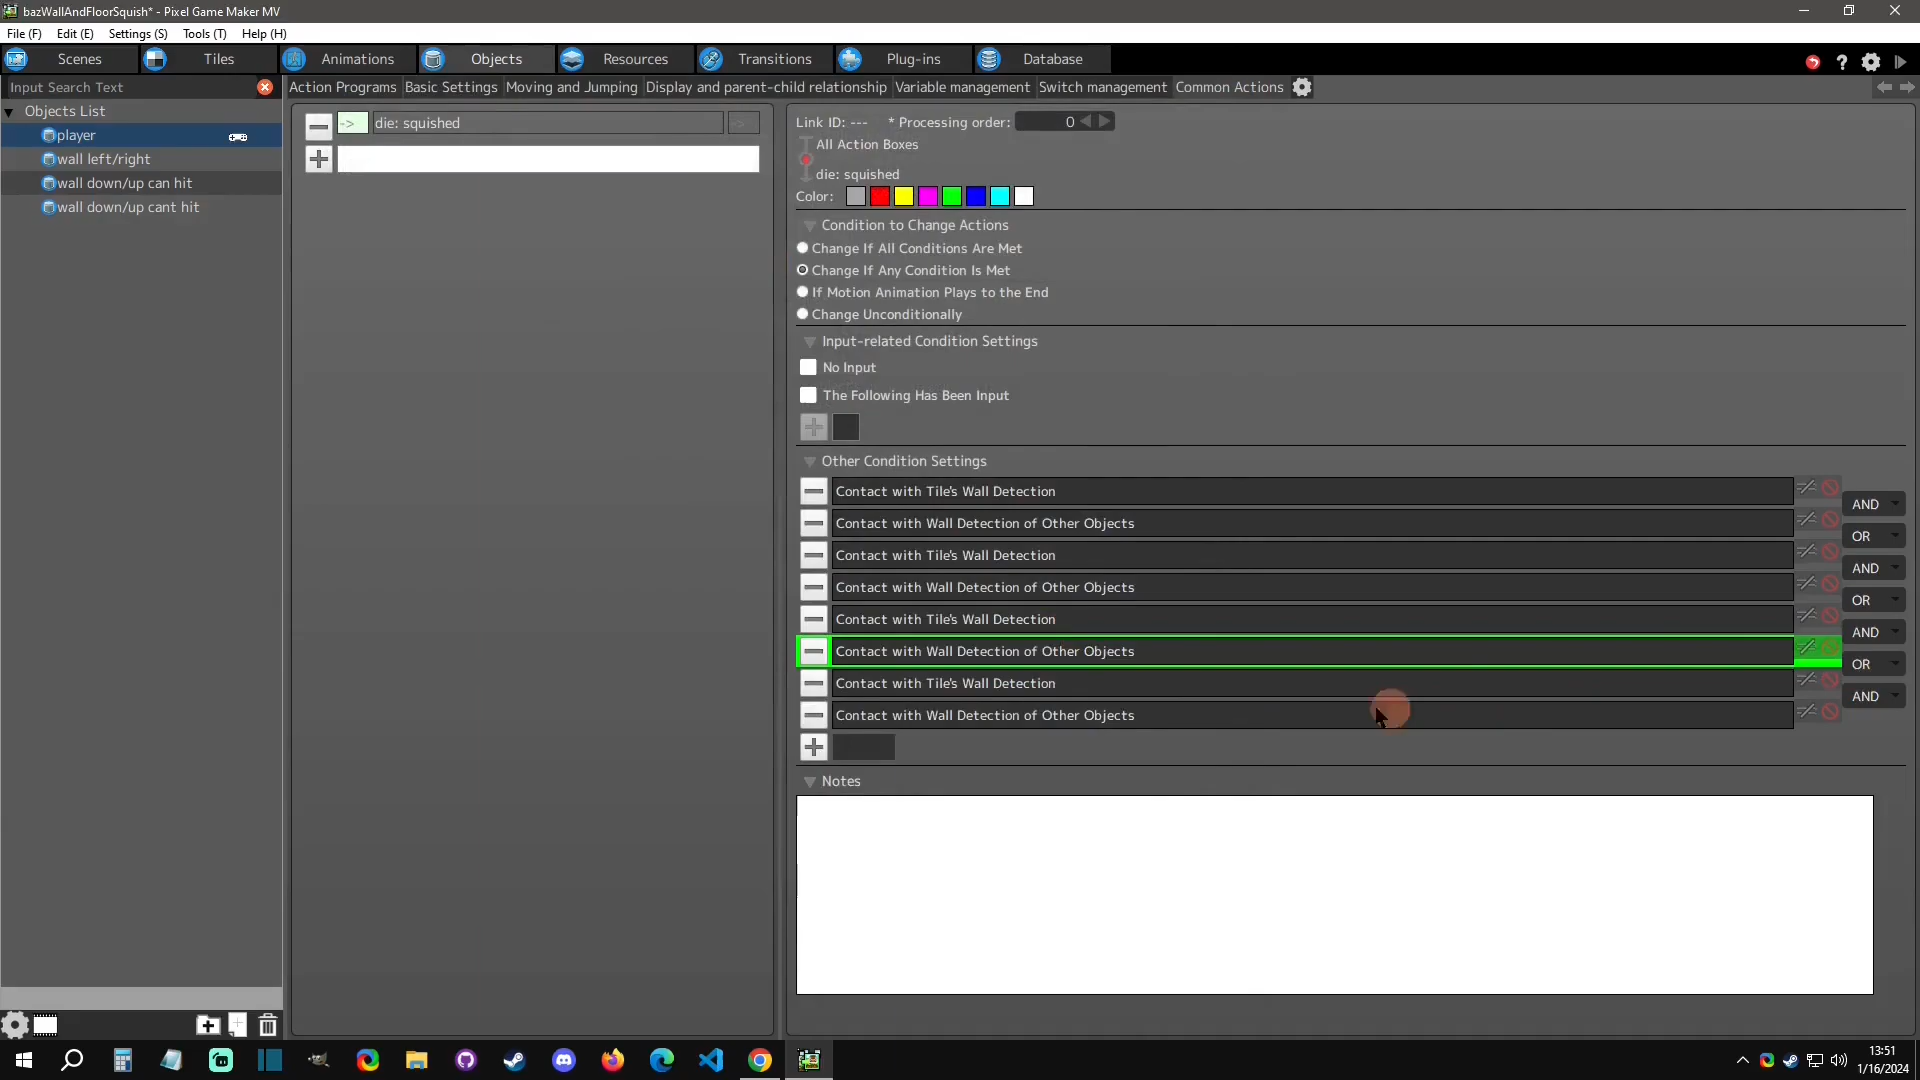 bazWallAndFloorSquish* - Pixel Game Maker MV
File (F) Edit (E) Settings (S) Tools (T) Help (H)
Scenes Tiles Animations Objects Resources Transitions Plug-ins Database
Input Search Text
Action Programs Basic Settings Moving and Jumping Display and parent-child relationship Variable management Switch management Common Actions
Objects List
player
wall left/right
wall down/up can hit
wall down/up cant hit
-> die: squished ->
Link ID: --- * Processing order: 0
All Action Boxes
die: squished
Color:
Condition to Change Actions
Change If All Conditions Are Met
Change If Any Condition Is Met
If Motion Animation Plays to the End
Change Unconditionally
Input-related Condition Settings
No Input
The Following Has Been Input
Other Condition Settings
Contact with Tile's Wall Detection
AND
Contact with Wall Detection of Other Objects
OR
Contact with Tile's Wall Detection
AND
Contact with Wall Detection of Other Objects
OR
Contact with Tile's Wall Detection
AND
Contact with Wall Detection of Other Objects
OR
Contact with Tile's Wall Detection
AND
Contact with Wall Detection of Other Objects
Notes
13:51
1/16/2024